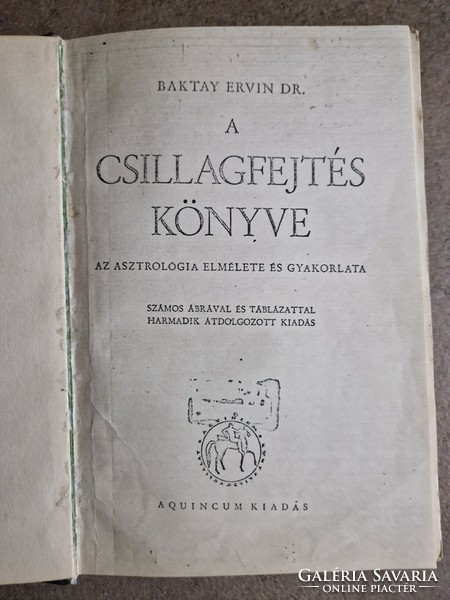 BAKTAY ERVIN DR.
A
CSILLAGFEJTÉS
KÖNYVE
AZ ASZTROLÓGIA ELMÉLETE ÉS GYAKORLATA
SZÁMOS ÁBRÁVAL ÉS TÁBLÁZATTAL
HARMADIK ÁTDOLGOZOTT KIADÁS
AQUINCUM KIADÁS
GALÉRIA SAVARIA
ONLINE PIACTÉR